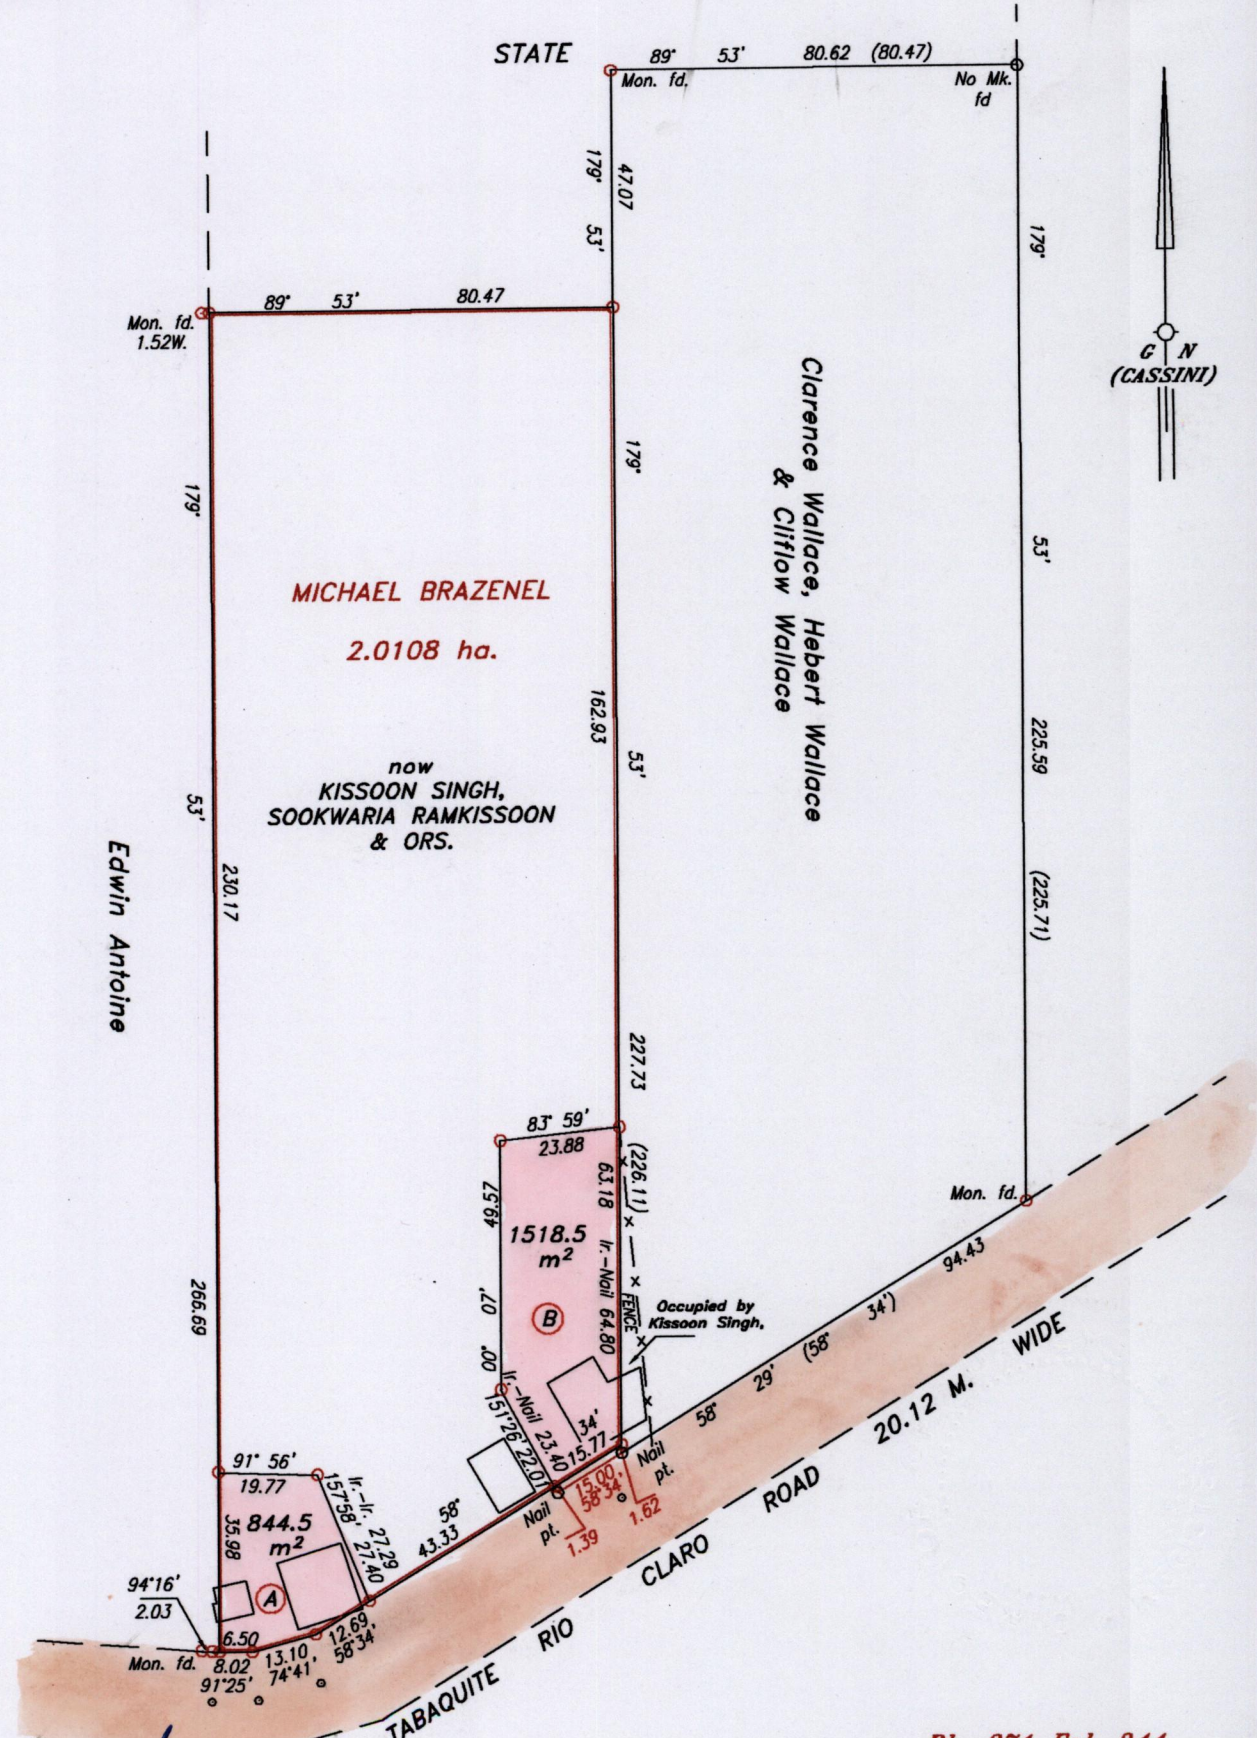 STATE
89° 53' 80.62 (80.47)
Mon. fd.
No Mk.
fd
179° 53'
47.07
G N
(CASSINI)
89° 53' 80.47
Mon. fd.
1.52W.
179° 53'
230.17
266.69
Edwin Antoine
MICHAEL BRAZENEL
2.0108 ha.
now
KISSOON SINGH,
SOOKWARIA RAMKISSOON
& ORS.
179° 53'
162.93
227.73
(226.11)
Clarence Wallace, Hebert Wallace
& Cliflow Wallace
179° 53' 225.59 (225.71)
Mon. fd.
83° 59'
23.88
49.57
00° 07'
63.18
Ir.-Nail 64.80
1518.5
m²
B
FENCE
Occupied by
Kissoon Singh,
Ir.-Nail 23.40
151°26' 22.01
34'
15.77
15.00
58°34'
Nail
pt.
1.62
Nail
pt.
1.39
58°
43.33
58° 29' (58° 34')
94.43
91° 56'
19.77
35.98
844.5
m²
A
Ir.-Ir. 27.29
157°58' 27.40
94°16'
2.03
Mon. fd.
6.50
8.02
91°25'
13.10
74°41'
12.69
58°34'
TABAQUITE RIO CLARO ROAD 20.12 M. WIDE